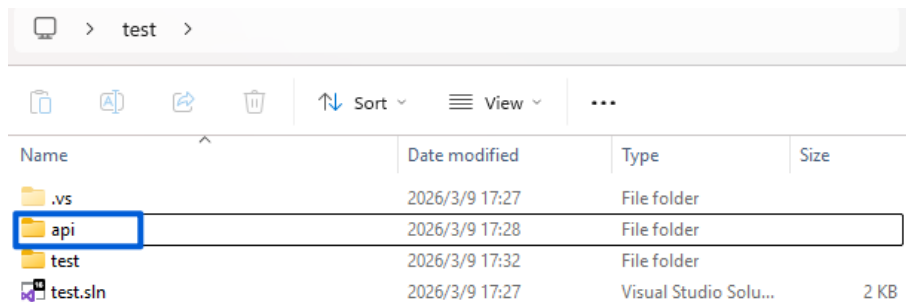 test
Sort View
Name Date modified Type Size
.vs 2026/3/9 17:27 File folder
api 2026/3/9 17:28 File folder
test 2026/3/9 17:32 File folder
test.sln 2026/3/9 17:27 Visual Studio Solu... 2 KB